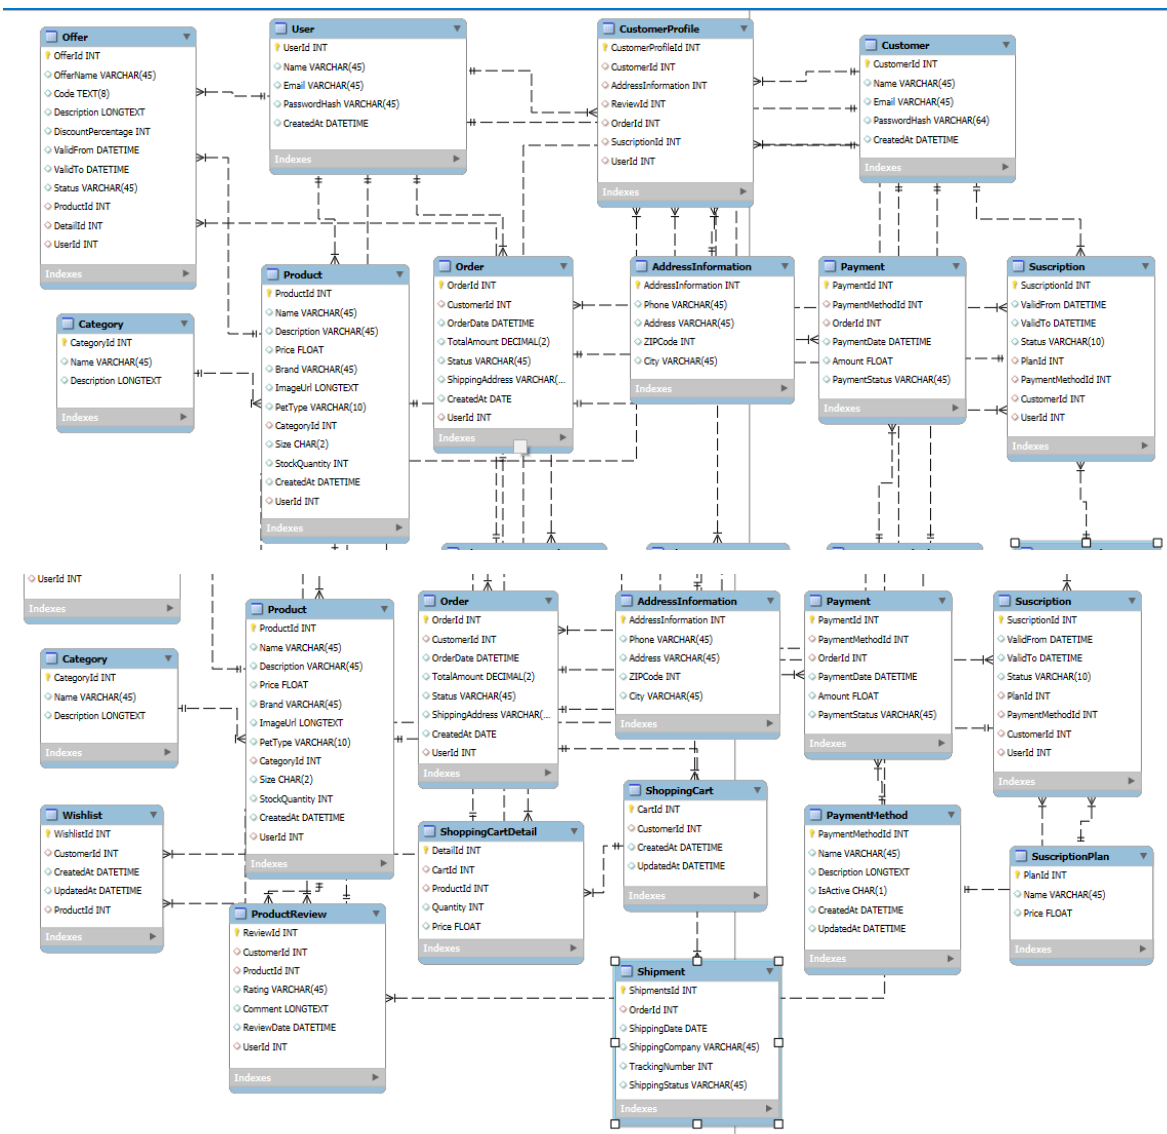 Offer
OfferId INT
OfferName VARCHAR(45)
Code TEXT(8)
Description LONGTEXT
DiscountPercentage INT
ValidFrom DATETIME
ValidTo DATETIME
Status VARCHAR(45)
ProductId INT
DetailId INT
UserId INT
Indexes
User
UserId INT
Name VARCHAR(45)
Email VARCHAR(45)
PasswordHash VARCHAR(45)
CreatedAt DATETIME
Indexes
CustomerProfile
CustomerProfileId INT
CustomerId INT
AddressInformation INT
ReviewId INT
OrderId INT
SuscriptionId INT
UserId INT
Indexes
Customer
CustomerId INT
Name VARCHAR(45)
Email VARCHAR(45)
PasswordHash VARCHAR(64)
CreatedAt DATETIME
Indexes
Category
CategoryId INT
Name VARCHAR(45)
Description LONGTEXT
Indexes
Product
ProductId INT
Name VARCHAR(45)
Description VARCHAR(45)
Price FLOAT
Brand VARCHAR(45)
ImageUrl LONGTEXT
PetType VARCHAR(10)
CategoryId INT
Size CHAR(2)
StockQuantity INT
CreatedAt DATETIME
UserId INT
Indexes
Order
OrderId INT
CustomerId INT
OrderDate DATETIME
TotalAmount DECIMAL(2)
Status VARCHAR(45)
ShippingAddress VARCHAR(...
CreatedAt DATE
UserId INT
Indexes
AddressInformation
AddressInformation INT
Phone VARCHAR(45)
Address VARCHAR(45)
ZIPCode INT
City VARCHAR(45)
Indexes
Payment
PaymentId INT
PaymentMethodId INT
OrderId INT
PaymentDate DATETIME
Amount FLOAT
PaymentStatus VARCHAR(45)
Indexes
Suscription
SuscriptionId INT
ValidFrom DATETIME
ValidTo DATETIME
Status VARCHAR(10)
PlanId INT
PaymentMethodId INT
CustomerId INT
UserId INT
Indexes
UserId INT
Indexes
Category
CategoryId INT
Name VARCHAR(45)
Description LONGTEXT
Indexes
Wishlist
WishlistId INT
CustomerId INT
CreatedAt DATETIME
UpdatedAt DATETIME
ProductId INT
Indexes
Product
ProductId INT
Name VARCHAR(45)
Description VARCHAR(45)
Price FLOAT
Brand VARCHAR(45)
ImageUrl LONGTEXT
PetType VARCHAR(10)
CategoryId INT
Size CHAR(2)
StockQuantity INT
CreatedAt DATETIME
UserId INT
Indexes
ProductReview
ReviewId INT
CustomerId INT
ProductId INT
Rating VARCHAR(45)
Comment LONGTEXT
ReviewDate DATETIME
UserId INT
Indexes
Order
OrderId INT
CustomerId INT
OrderDate DATETIME
TotalAmount DECIMAL(2)
Status VARCHAR(45)
ShippingAddress VARCHAR(...
CreatedAt DATE
UserId INT
Indexes
ShoppingCartDetail
DetailId INT
CartId INT
ProductId INT
Quantity INT
Price FLOAT
Indexes
AddressInformation
AddressInformation INT
Phone VARCHAR(45)
Address VARCHAR(45)
ZIPCode INT
City VARCHAR(45)
Indexes
ShoppingCart
CartId INT
CustomerId INT
CreatedAt DATETIME
UpdatedAt DATETIME
Indexes
Shipment
ShipmentsId INT
OrderId INT
ShippingDate DATE
ShippingCompany VARCHAR(45)
TrackingNumber INT
ShippingStatus VARCHAR(45)
Indexes
Payment
PaymentId INT
PaymentMethodId INT
OrderId INT
PaymentDate DATETIME
Amount FLOAT
PaymentStatus VARCHAR(45)
Indexes
PaymentMethod
PaymentMethodId INT
Name VARCHAR(45)
Description LONGTEXT
IsActive CHAR(1)
CreatedAt DATETIME
UpdatedAt DATETIME
Indexes
Suscription
SuscriptionId INT
ValidFrom DATETIME
ValidTo DATETIME
Status VARCHAR(10)
PlanId INT
PaymentMethodId INT
CustomerId INT
UserId INT
Indexes
SuscriptionPlan
PlanId INT
Name VARCHAR(45)
Price FLOAT
Indexes